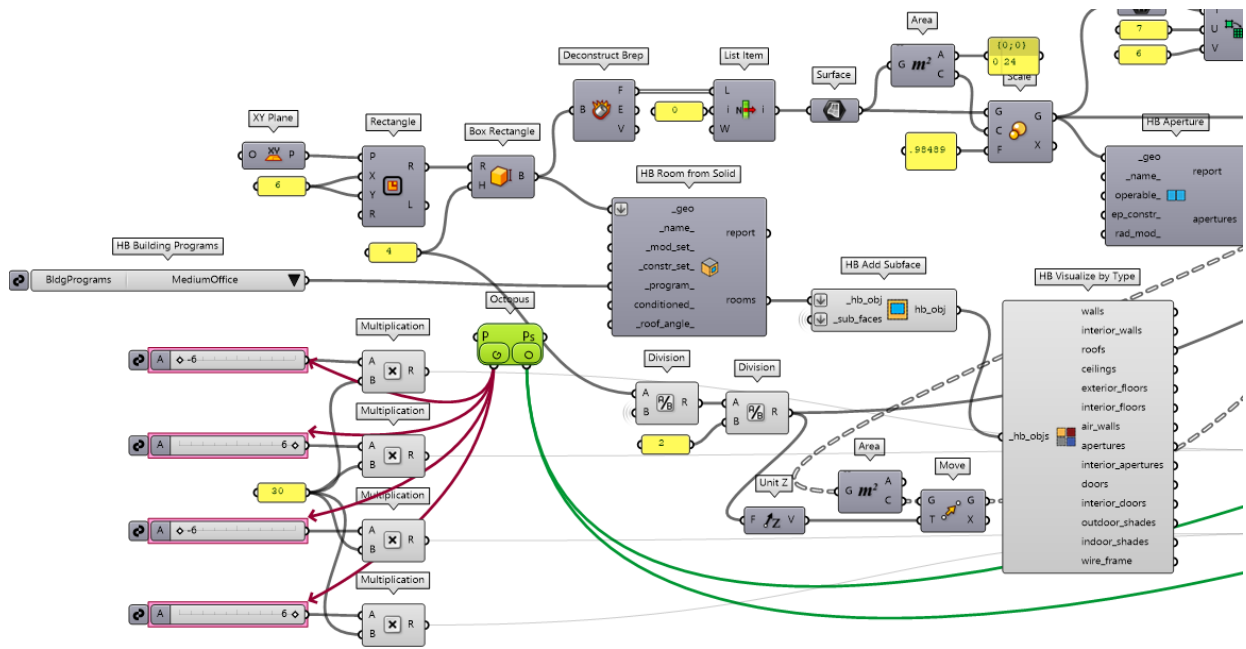 Area
7
U
6
V
{0;0}
0 24
G
m²
A
C
Deconstruct Brep
List Item
Surface
Scale
F
B
E
V
L
0
i
N
i
W
G
G
C
.98489
F
X
XY Plane
Rectangle
Box Rectangle
O
XY
P
P
R
6
X
Y
L
R
R
B
H
HB Aperture
_geo
_name_
report
operable_
ep_constr_
apertures
rad_mod_
HB Room from Solid
_geo
_name_
report
_mod_set_
_constr_set_
_program_
rooms
conditioned_
_roof_angle_
4
HB Building Programs
BldgPrograms
MediumOffice
HB Add Subface
_hb_obj
hb_obj
_sub_faces
HB Visualize by Type
_hb_objs
walls
interior_walls
roofs
ceilings
exterior_floors
interior_floors
air_walls
apertures
interior_apertures
doors
interior_doors
outdoor_shades
indoor_shades
wire_frame
Octopus
P
Ps
G
O
Multiplication
A
-6
A
B
R
Multiplication
A
6
A
B
R
30
Multiplication
A
-6
A
B
R
Multiplication
A
6
A
B
R
Division
A
B
A/B
R
2
Division
A
B
A/B
R
Unit Z
F
Z
V
Area
G
m²
A
C
Move
G
G
T
X